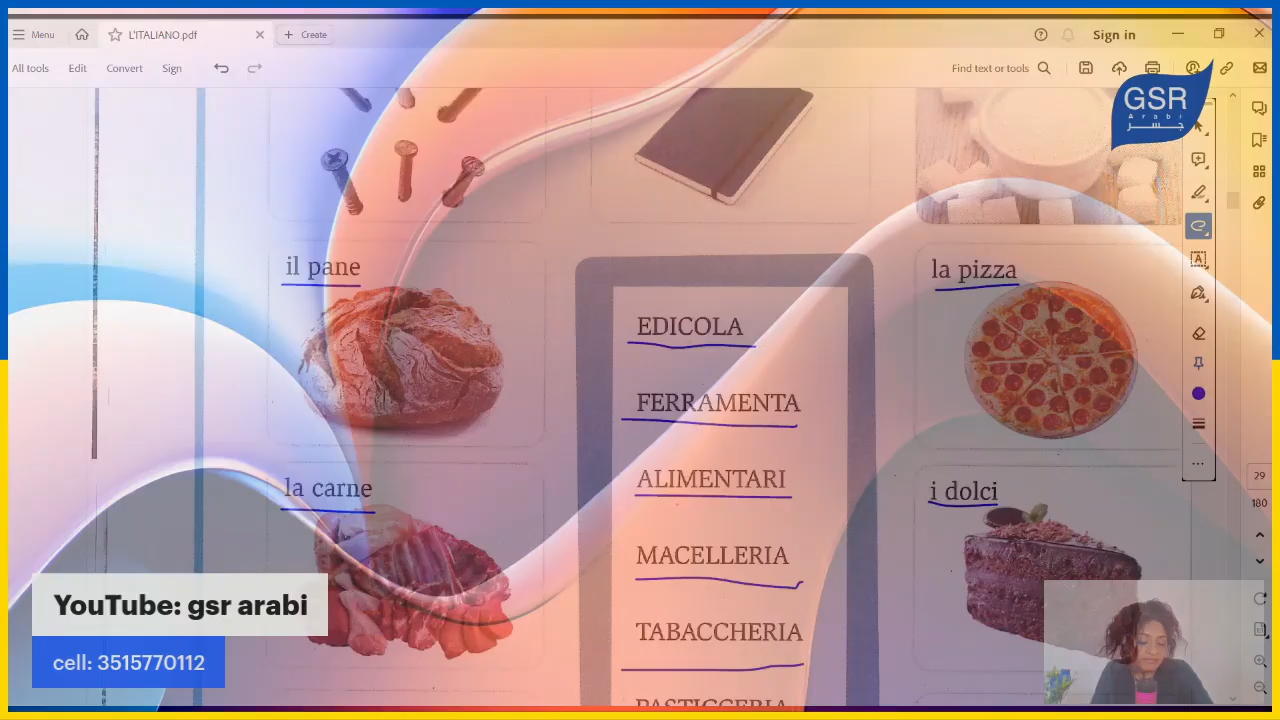 Menu
L'ITALIANO.pdf
Create
Sign in
All tools
Edit
Convert
Sign
Find text or tools
GSR
Arabi
جسر
il pane
la pizza
EDICOLA
FERRAMENTA
ALIMENTARI
la carne
i dolci
MACELLERIA
TABACCHERIA
PASTICCERIA
29
180
YouTube: gsr arabi
cell: 3515770112